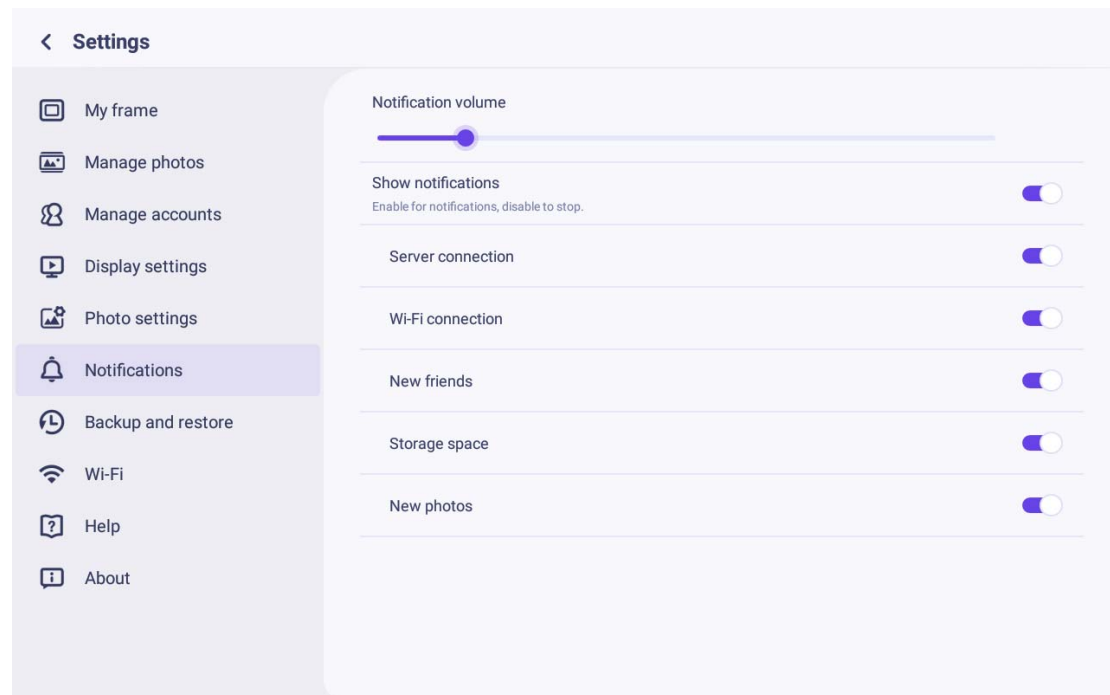 Settings
My frame
Manage photos
Manage accounts
Display settings
Photo settings
Notifications
Backup and restore
Wi-Fi
Help
About
Notification volume
Show notifications
Enable for notifications, disable to stop.
Server connection
Wi-Fi connection
New friends
Storage space
New photos